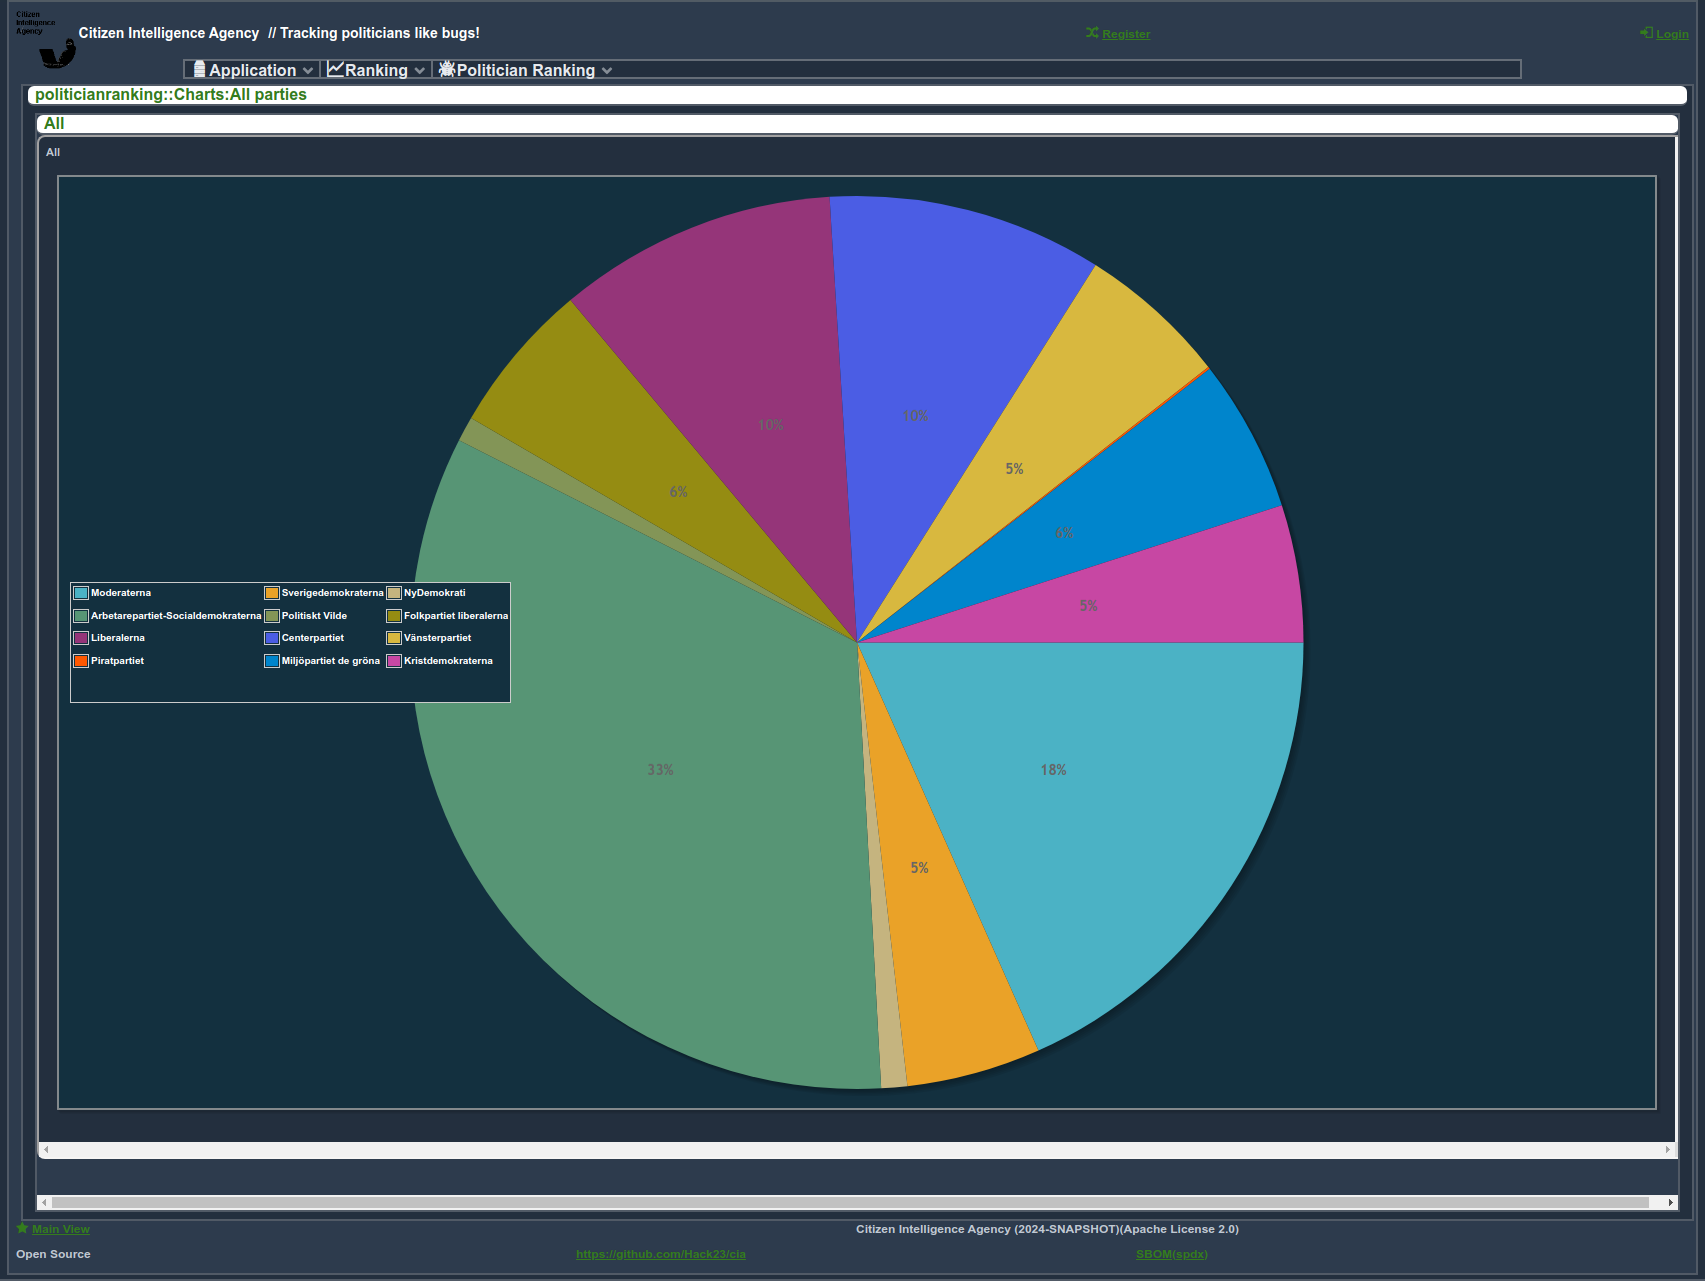 Citizen
Intelligence
Agency
Citizen Intelligence Agency // Tracking politicians like bugs!
Register
Login
Application
Ranking
Politician Ranking
politicianranking::Charts:All parties
All
All
10%
10%
5%
6%
6%
5%
Moderaterna
Sverigedemokraterna
NyDemokrati
Arbetarepartiet-Socialdemokraterna
Politiskt Vilde
Folkpartiet liberalerna
Liberalerna
Centerpartiet
Vänsterpartiet
Piratpartiet
Miljöpartiet de gröna
Kristdemokraterna
33%
18%
5%
Main View
Citizen Intelligence Agency (2024-SNAPSHOT)(Apache License 2.0)
Open Source
https://github.com/Hack23/cia
SBOM(spdx)